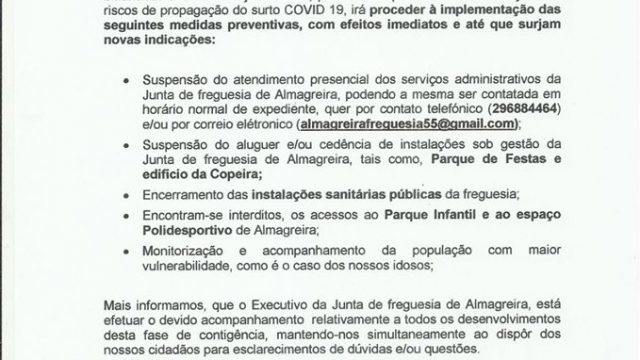 riscos de propagação do surto COVID 19, irá proceder à implementação das
seguintes medidas preventivas, com efeitos imediatos e até que surjam
novas indicações:
• Suspensão do atendimento presencial dos serviços administrativos da
Junta de freguesia de Almagreira, podendo a mesma ser contatada em
horário normal de expediente, quer por contato telefónico (296884464)
e/ou por correio elétronico (almagreirafreguesia55@gmail.com);
• Suspensão do aluguer e/ou cedência de instalações sob gestão da
Junta de freguesia de Almagreira, tais como, Parque de Festas e
edificio da Copeira;
• Encerramento das instalações sanitárias públicas da freguesia;
• Encontram-se interditos, os acessos ao Parque Infantil e ao espaço
Polidesportivo de Almagreira;
• Monitorização e acompanhamento da população com maior
vulnerabilidade, como é o caso dos nossos idosos;
Mais informamos, que o Executivo da Junta de freguesia de Almagreira, está
efetuar o devido acompanhamento relativamente a todos os desenvolvimentos
desta fase de contigência, mantendo-nos simultaneamente ao dispôr dos
nossos cidadãos para esclarecimentos de dúvidas e/ou questões.